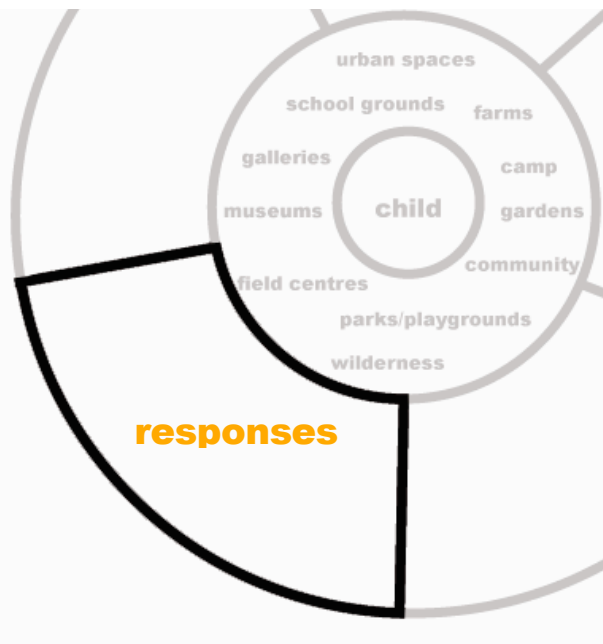 urban spaces
school grounds
farms
galleries
camp
museums
child
gardens
community
field centres
parks/playgrounds
wilderness
responses